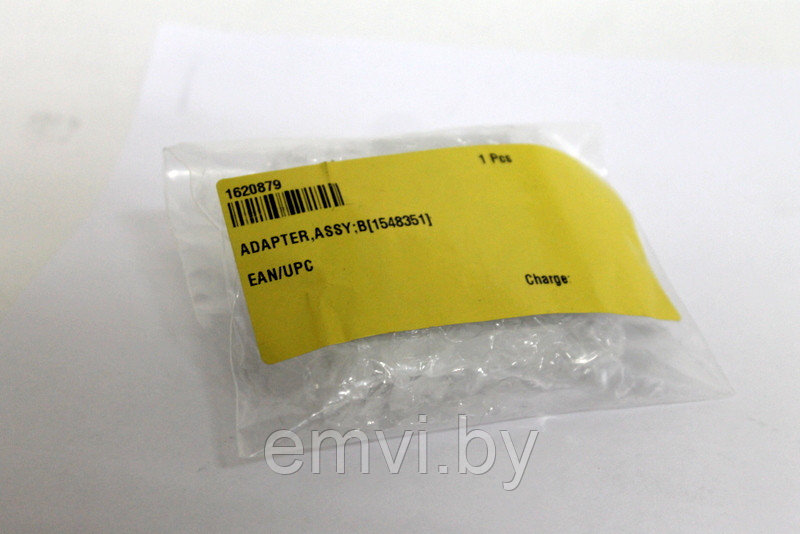 1 Pcs
1620879
ADAPTER,ASSY;B[1548351]
EAN/UPC
Charge:
emvi.by